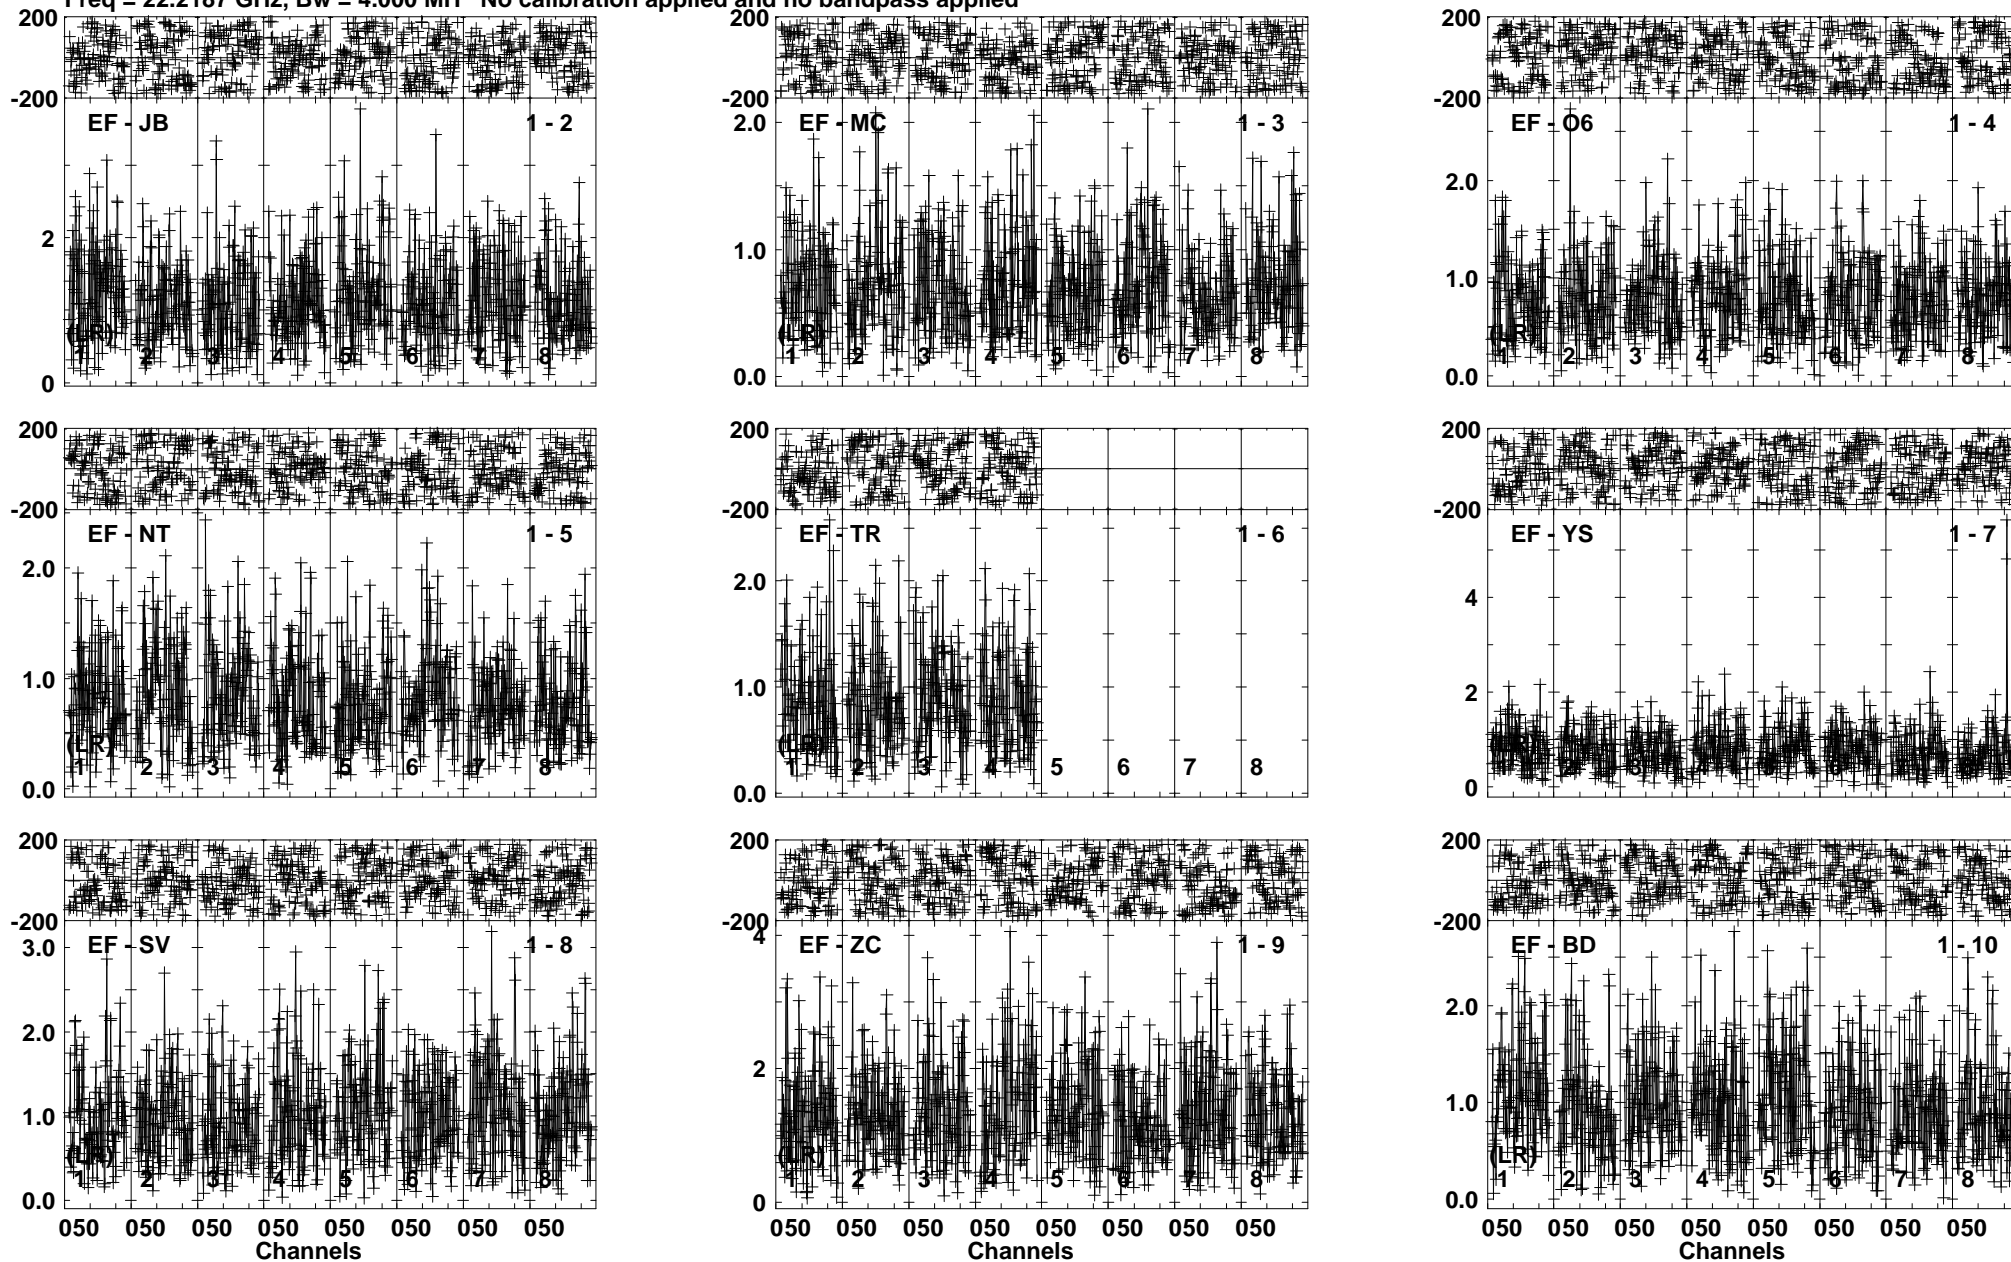 Freq = 22.2187 GHz, Bw = 4.000 MH No calibration applied and no bandpass applied
200 200 200
-200 -200 -200
EF - JB 1 - 2 EF - MC 1 - 3 EF - O6 1 - 4
2.0 2.0
2 1.0 1.0
(LR) (LR) (LR)
1 2 3 4 5 6 7 8 1 2 3 4 5 6 7 8 1 2 3 4 5 6 7 8
0 0.0 0.0
200 200 200
-200 -200 -200
EF - NT 1 - 5 EF - TR 1 - 6 EF - YS 1 - 7
2.0 2.0 4
1.0 1.0 2
(LR) (LR) (LR)
1 2 3 4 5 6 7 8 1 2 3 4 5 6 7 8 1 2 3 4 5 6 7 8
0.0 0.0 0
200 200 200
-200 -200 -200
EF - SV 1 - 8 EF - ZC 1 - 9 EF - BD 1 - 10
3.0 4
2.0 2 2.0
1.0 1.0
(LR) (LR) (LR)
1 2 3 4 5 6 7 8 1 2 3 4 5 6 7 8 1 2 3 4 5 6 7 8
0.0 0 0.0
050 050 050 050 050 050 050 050 050 050 050 050 050 050 050 050 050 050 050 050 050 050 050 050
Channels Channels Channels